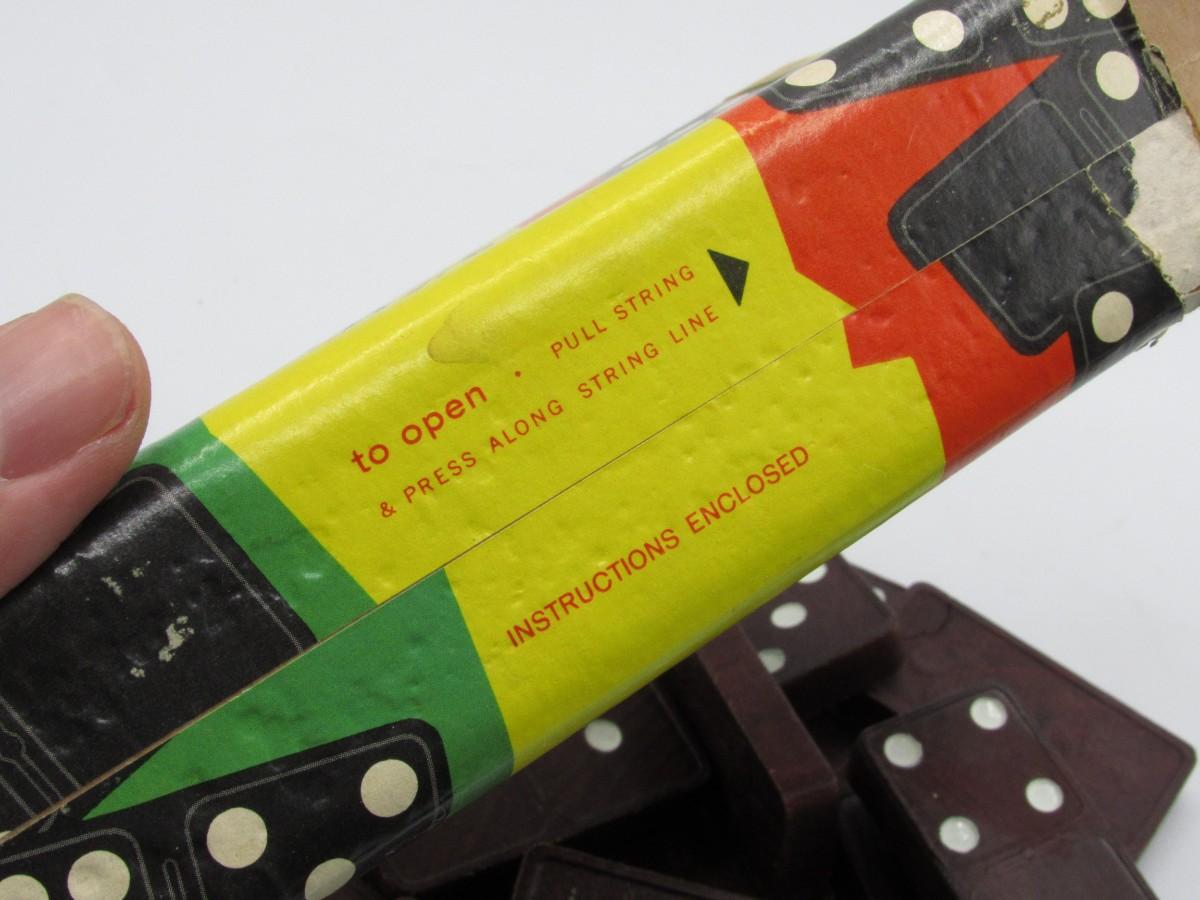 to open · PULL STRING
& PRESS ALONG STRING LINE
INSTRUCTIONS ENCLOSED